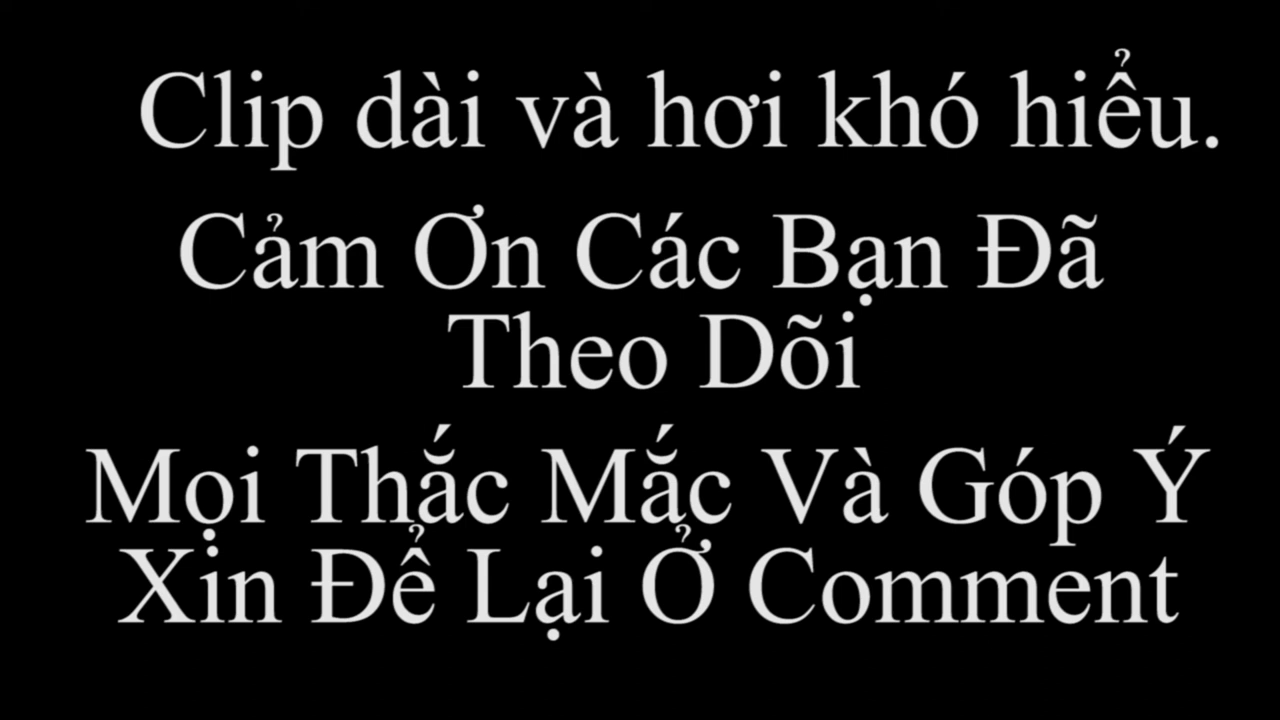 Clip dài và hơi khó hiểu.
Cảm Ơn Các Bạn Đã
Theo Dõi
Mọi Thắc Mắc Và Góp Ý
Xin Để Lại Ở Comment